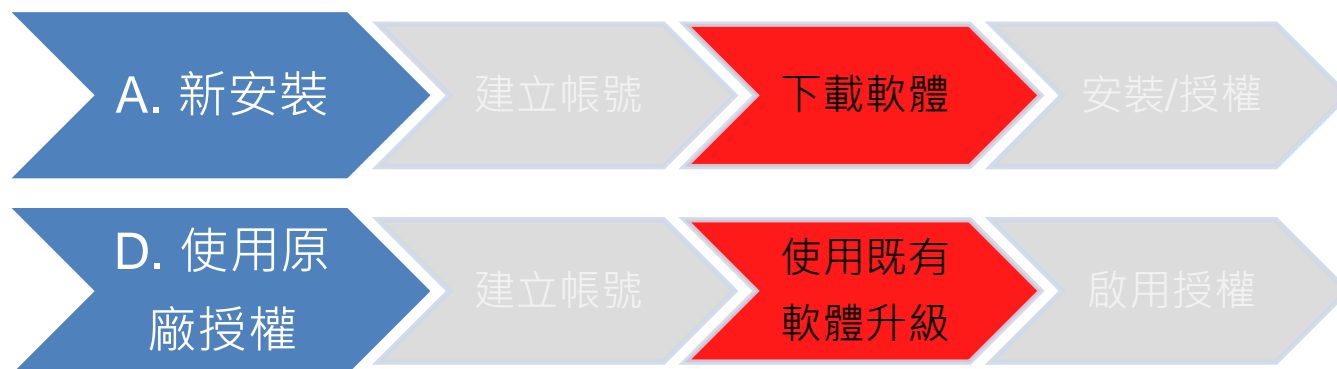 A. 新安裝
建立帳號
下載軟體
安裝/授權
D. 使用原
廠授權
建立帳號
使用既有
軟體升級
啟用授權